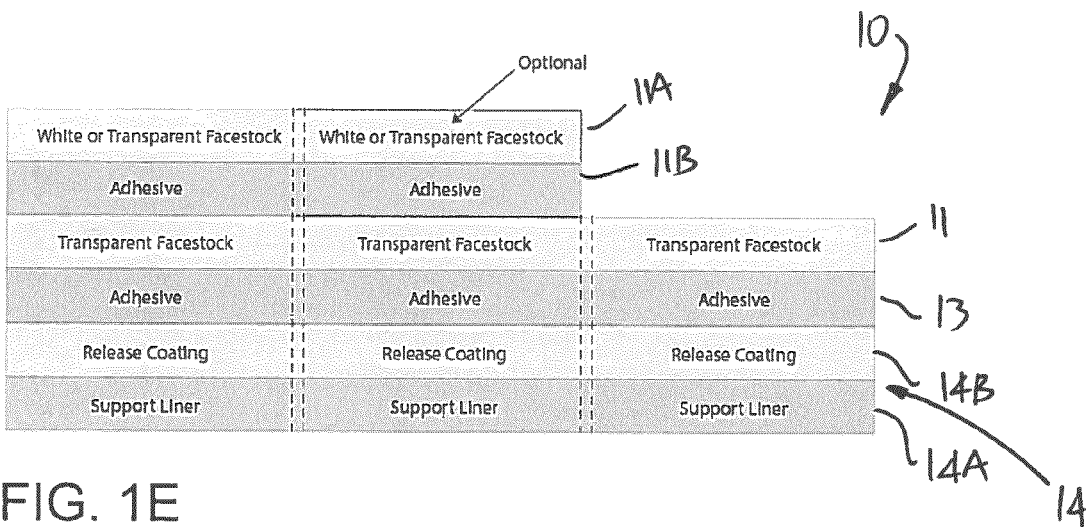 10
Optional
11A
White or Transparent Facestock White or Transparent Facestock
11B
Adhesive Adhesive
Transparent Facestock Transparent Facestock Transparent Facestock
11
Adhesive Adhesive Adhesive
13
Release Coating Release Coating Release Coating
14B
Support Liner Support Liner Support Liner
14A
14
FIG. 1E